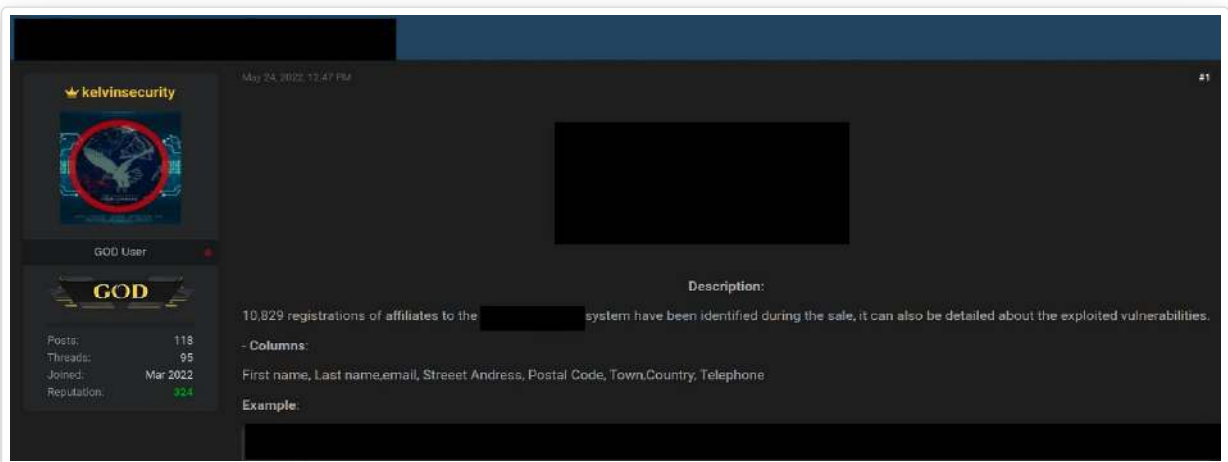 May 24, 2022, 12:47 PM
#1
kelvinsecurity
GOD User
GOD
Posts: 118
Threads: 95
Joined: Mar 2022
Reputation: 324
Description:
10,829 registrations of affiliates to the system have been identified during the sale, it can also be detailed about the exploited vulnerabilities.
- Columns:
First name, Last name,email, Streeet Andress, Postal Code, Town,Country, Telephone
Example: